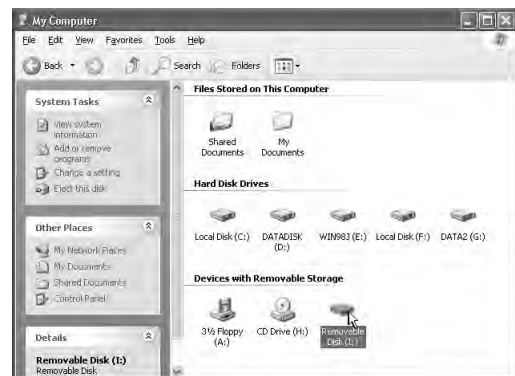 My Computer
File Edit View Favorites Tools Help
Back Search Folders
System Tasks
View system
information
Add or remove
programs
Change a setting
Eject this disk
Other Places
My Network Places
My Documents
Shared Documents
Control Panel
Details
Removable Disk (I:)
Removable Disk
Files Stored on This Computer
Shared
Documents
My
Documents
Hard Disk Drives
Local Disk (C:)
DATADISK
(D:)
WIN98J (E:)
Local Disk (F:)
DATA2 (G:)
Devices with Removable Storage
3½ Floppy
(A:)
CD Drive (H:)
Removable
Disk (I:)